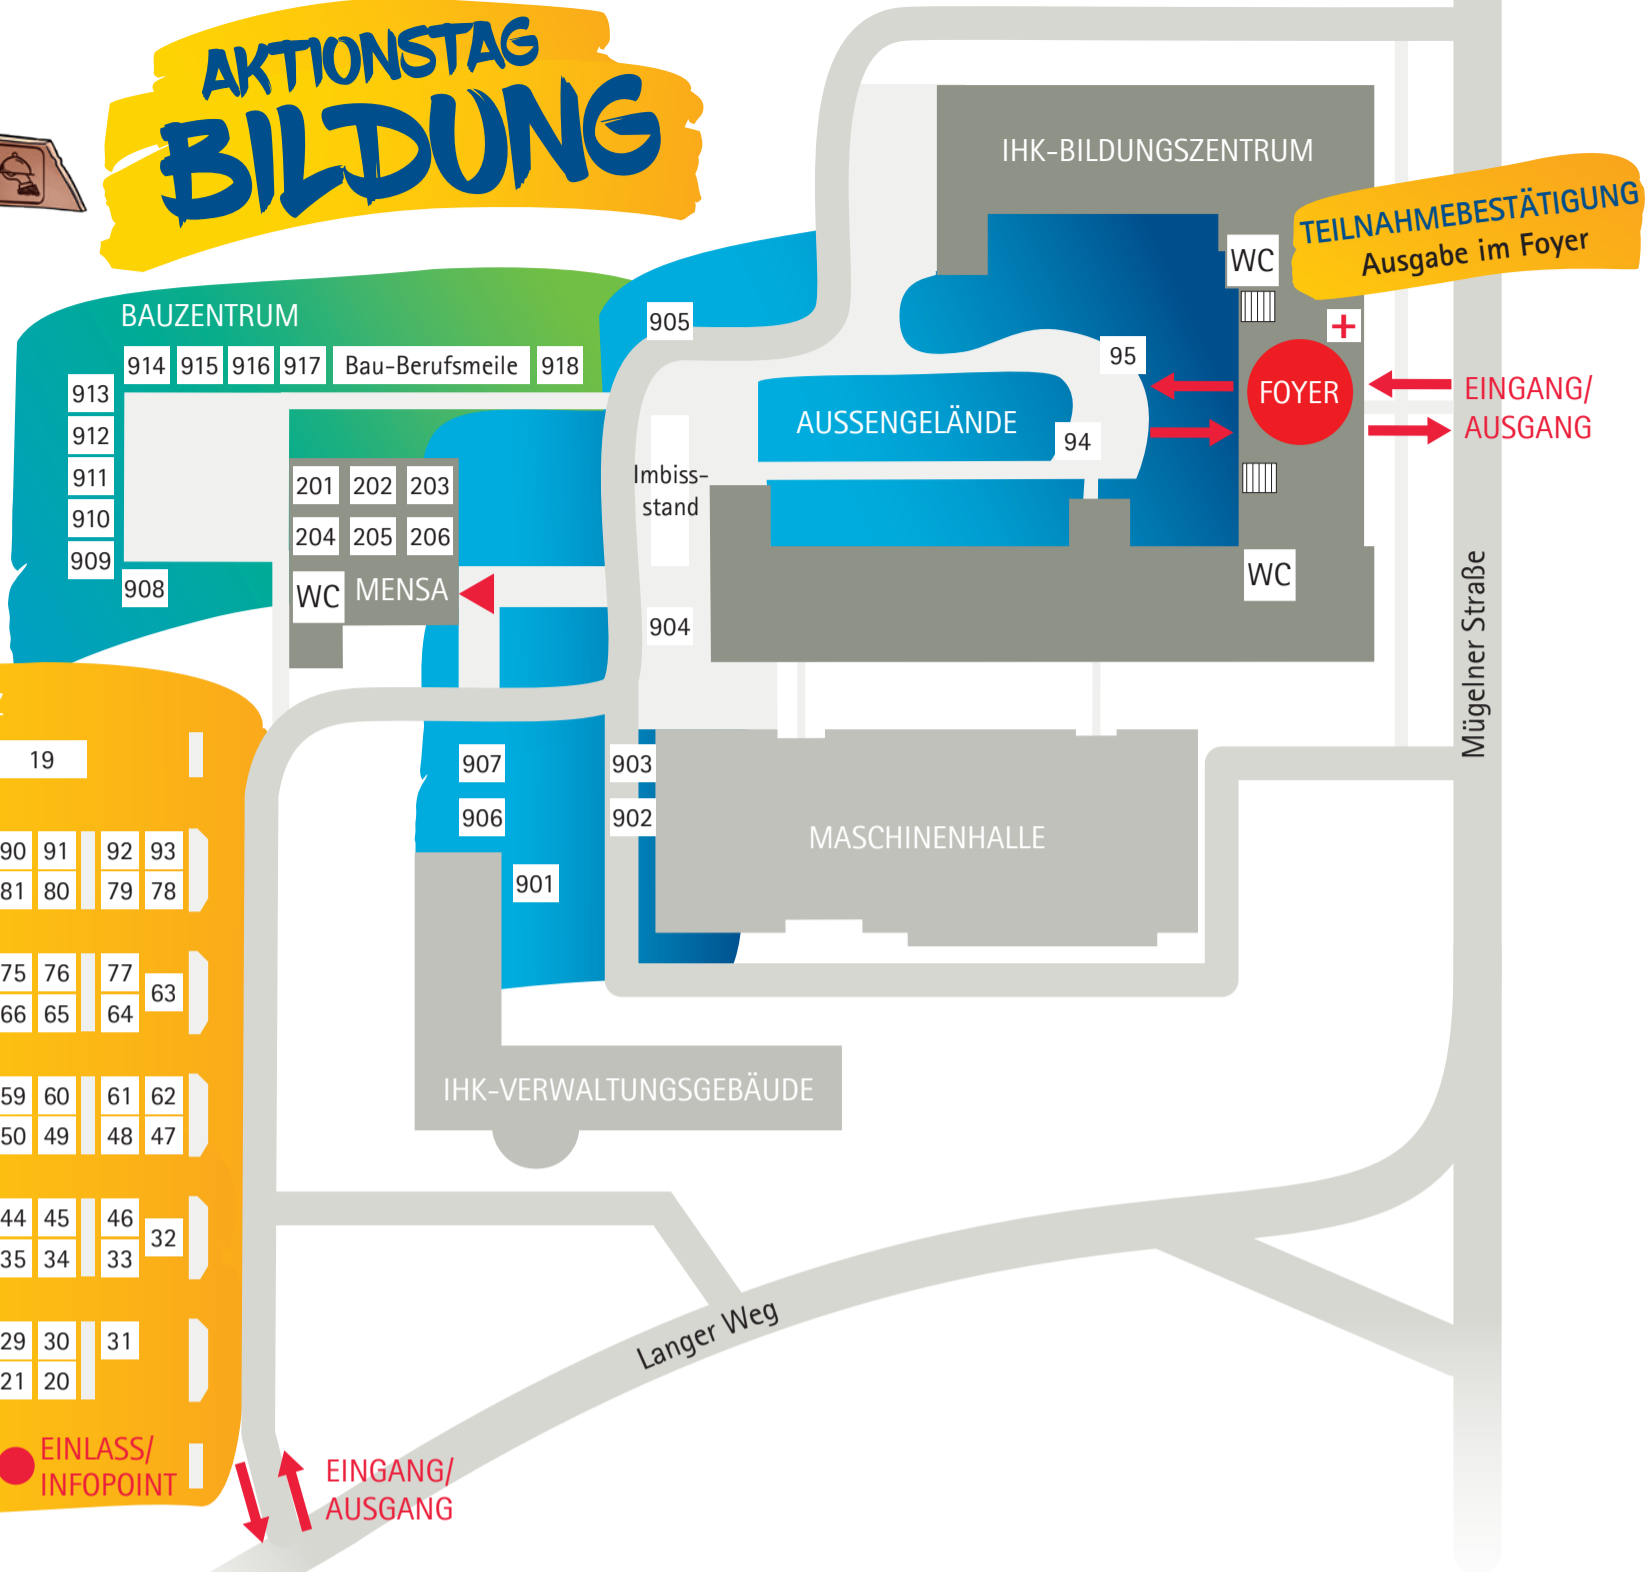 AKTIONSTAG
BILDUNG
IHK-BILDUNGSZENTRUM
TEILNAHMEBESTÄTIGUNG
Ausgabe im Foyer
WC
FOYER
EINGANG/
AUSGANG
WC
95
94
AUSSENGELÄNDE
Mügelner Straße
BAUZENTRUM
905
914 915 916 917 Bau-Berufsmeile 918
913
912
911
910
909
908
201 202 203
204 205 206
WC MENSA
Imbiss-
stand
904
907 903
906 902
901
MASCHINENHALLE
IHK-VERWALTUNGSGEBÄUDE
19
90 91 92 93
81 80 79 78
75 76 77
63
66 65 64
59 60 61 62
50 49 48 47
44 45 46
32
35 34 33
29 30 31
21 20
EINLASS/
INFOPOINT
EINGANG/
AUSGANG
Langer Weg